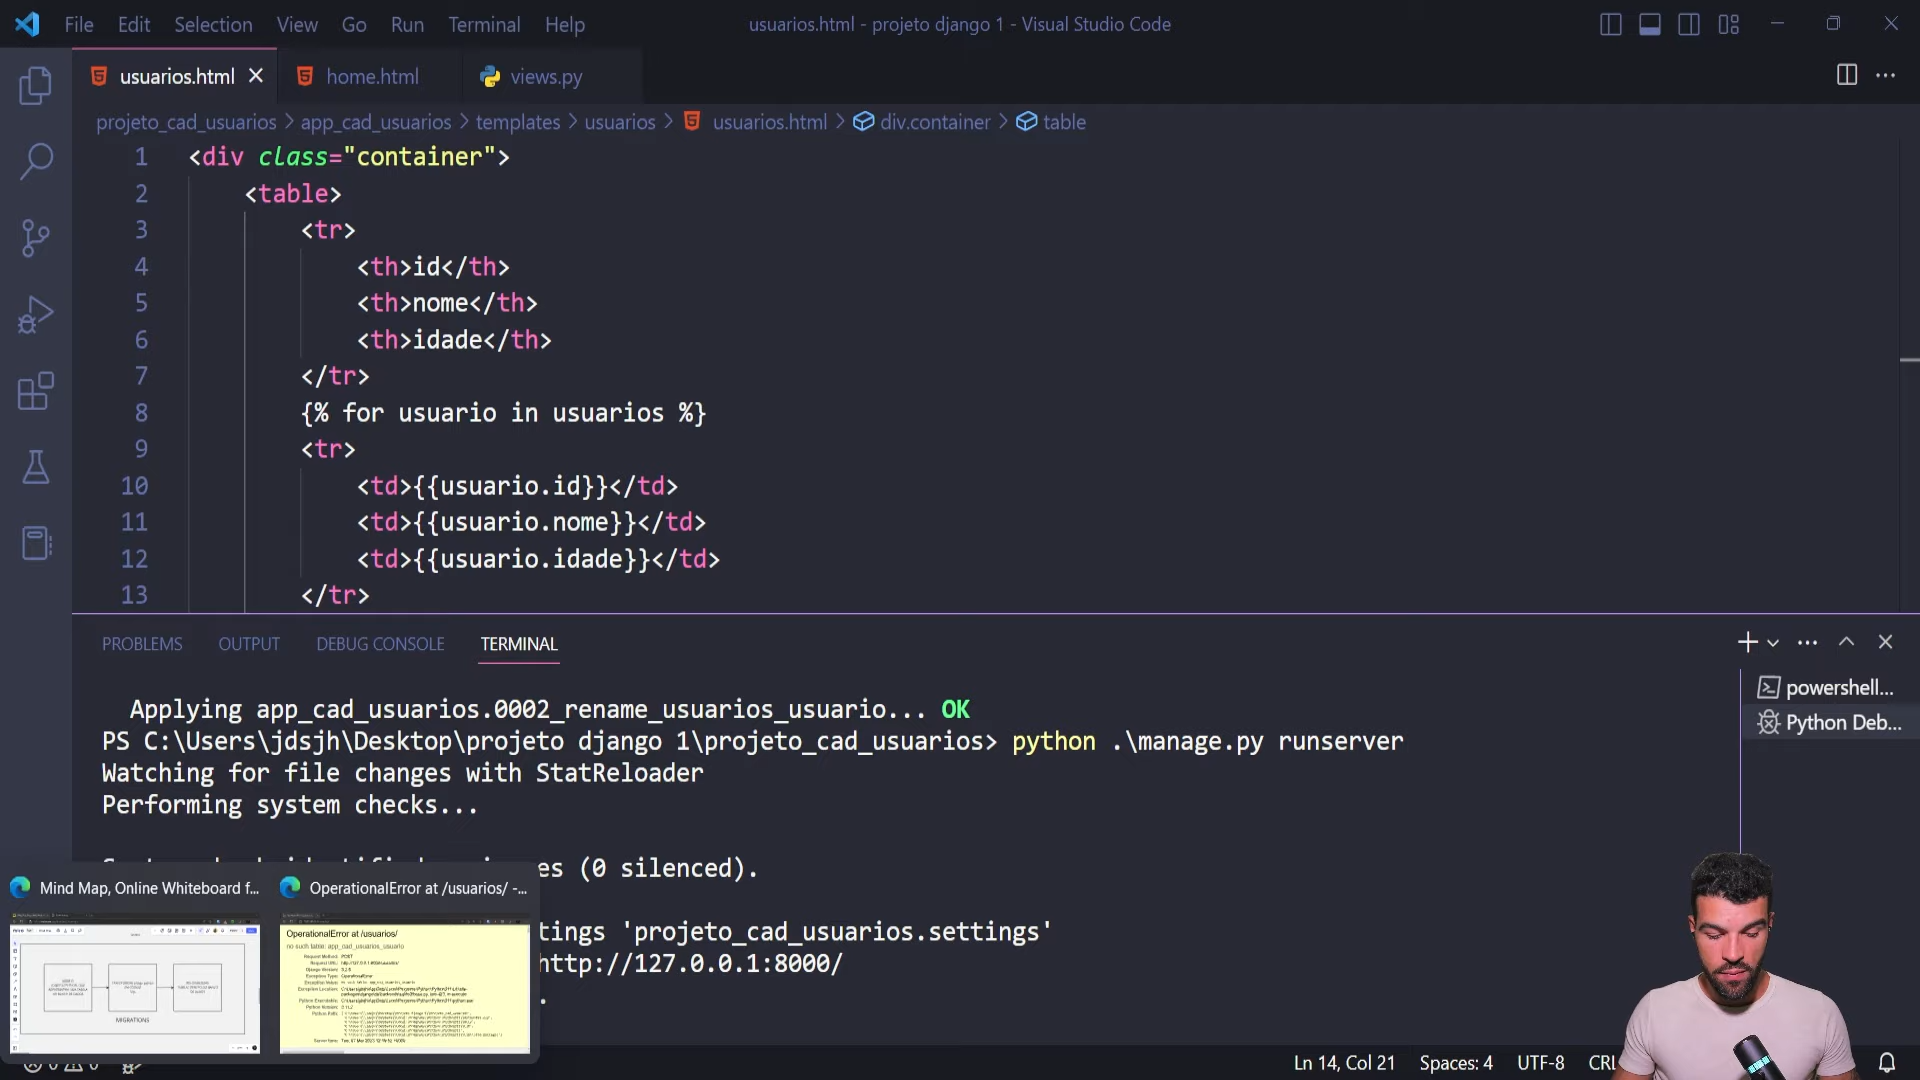 File Edit Selection View Go Run Terminal Help
usuarios.html - projeto django 1 - Visual Studio Code
usuarios.html home.html views.py
projeto_cad_usuarios > app_cad_usuarios > templates > usuarios > usuarios.html > div.container > table
1 <div class="container">
2 <table>
3 <tr>
4 <th>id</th>
5 <th>nome</th>
6 <th>idade</th>
7 </tr>
8 {% for usuario in usuarios %}
9 <tr>
10 <td>{{usuario.id}}</td>
11 <td>{{usuario.nome}}</td>
12 <td>{{usuario.idade}}</td>
13 </tr>
PROBLEMS OUTPUT DEBUG CONSOLE TERMINAL
powershell...
Python Deb...
Applying app_cad_usuarios.0002_rename_usuarios_usuario... OK
PS C:\Users\jdsjh\Desktop\projeto django 1\projeto_cad_usuarios> python .\manage.py runserver
Watching for file changes with StatReloader
Performing system checks...
es (0 silenced).
tings 'projeto_cad_usuarios.settings'
http://127.0.0.1:8000/
.
Mind Map, Online Whiteboard f...
OperationalError at /usuarios/ -...
OperationalError at /usuarios/
no such table: app_cad_usuarios_usuario
MIGRATIONS
Ln 14, Col 21 Spaces: 4 UTF-8 CRL